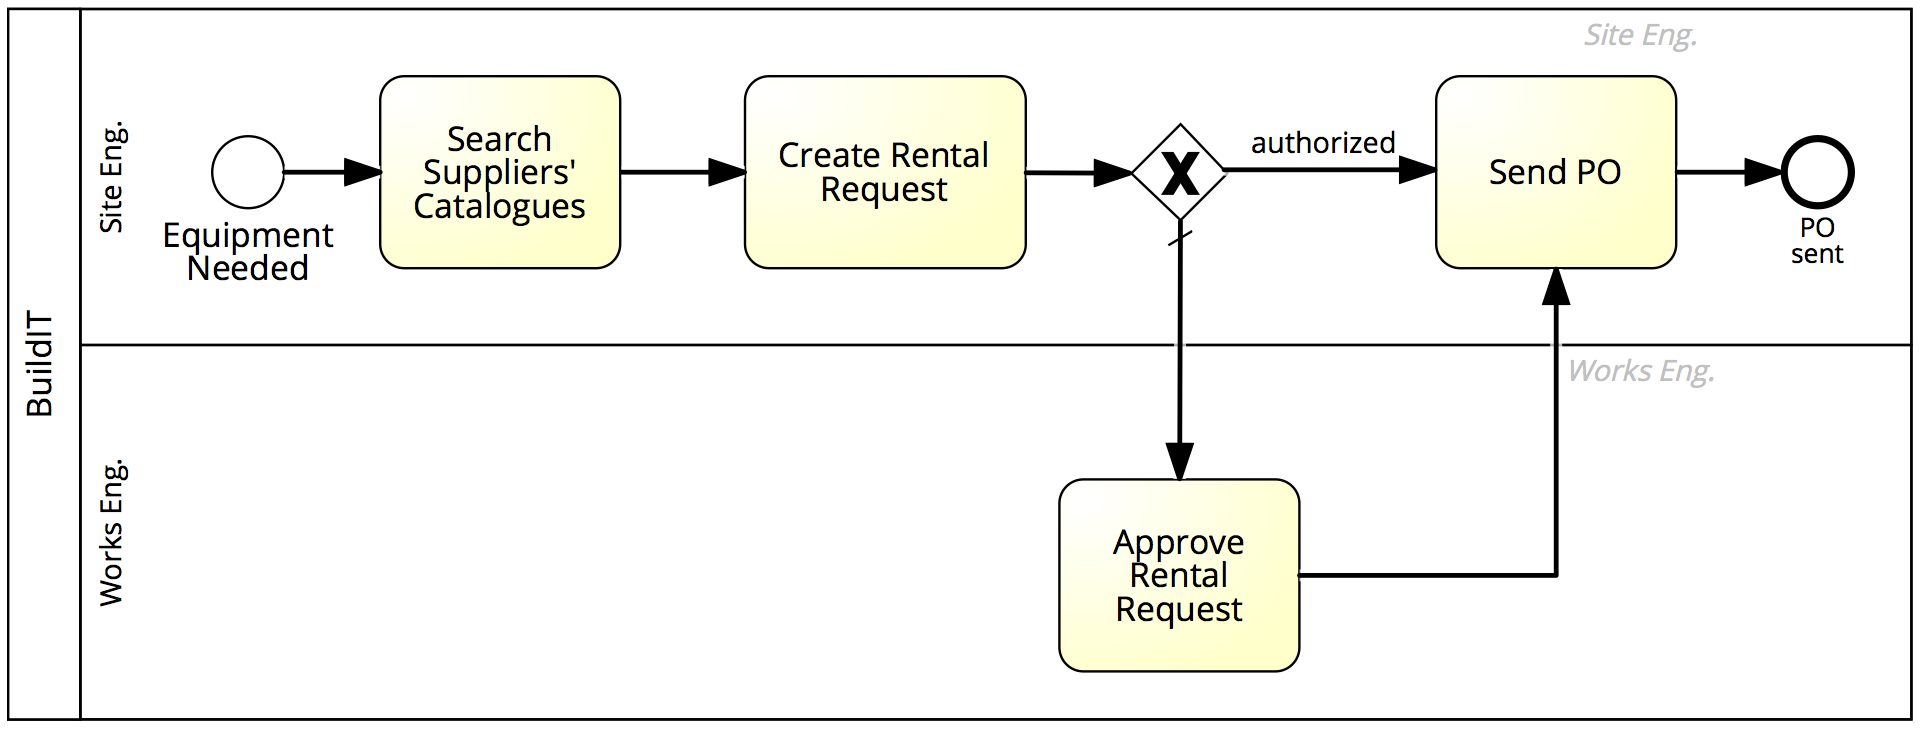 BuildIT
Site Eng.
Site Eng.
Equipment
Needed
Search
Suppliers'
Catalogues
Create Rental
Request
X
authorized
Send PO
PO
sent
Works Eng.
Works Eng.
Approve
Rental
Request